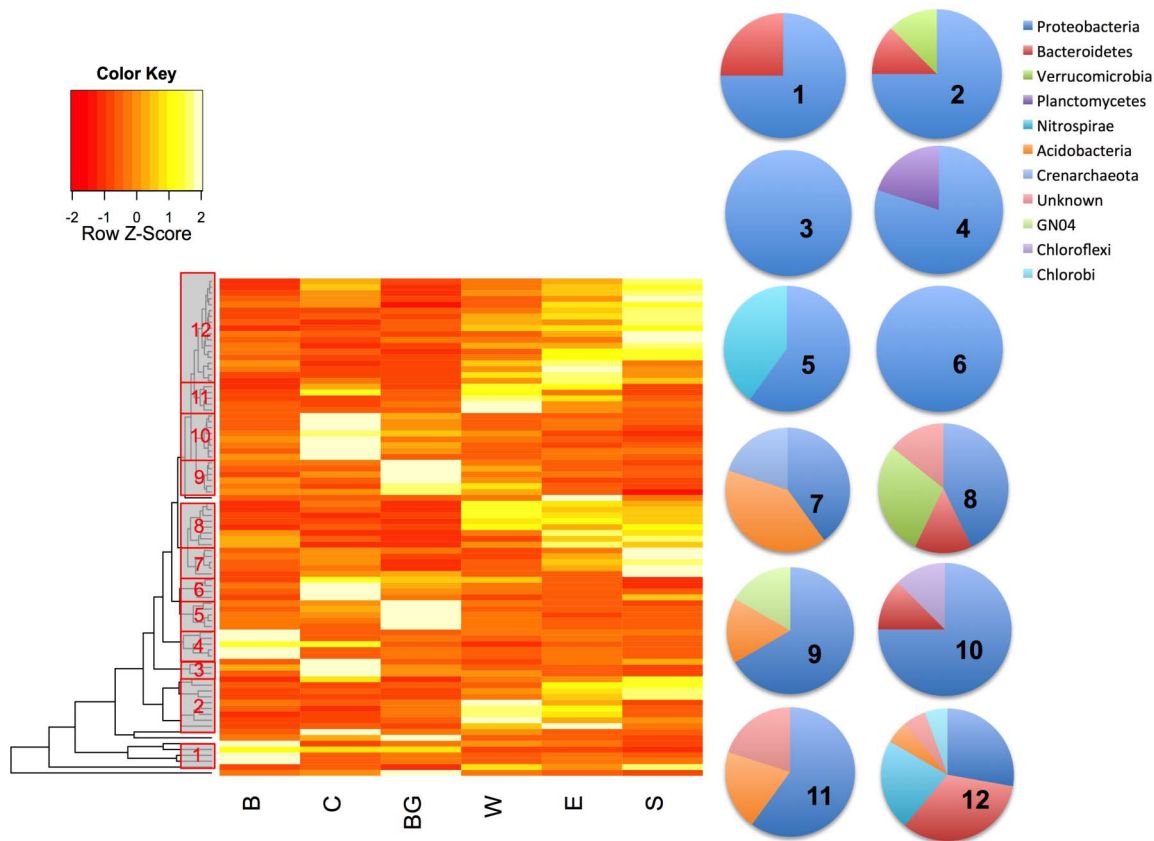 Color Key
-2 -1 0 1 2
Row Z-Score
12
11
10
9
8
7
6
5
4
3
2
1
B C BG W E S
1 2
3 4
5 6
7 8
9 10
11 12
Proteobacteria
Bacteroidetes
Verrucomicrobia
Planctomycetes
Nitrospirae
Acidobacteria
Crenarchaeota
Unknown
GN04
Chloroflexi
Chlorobi